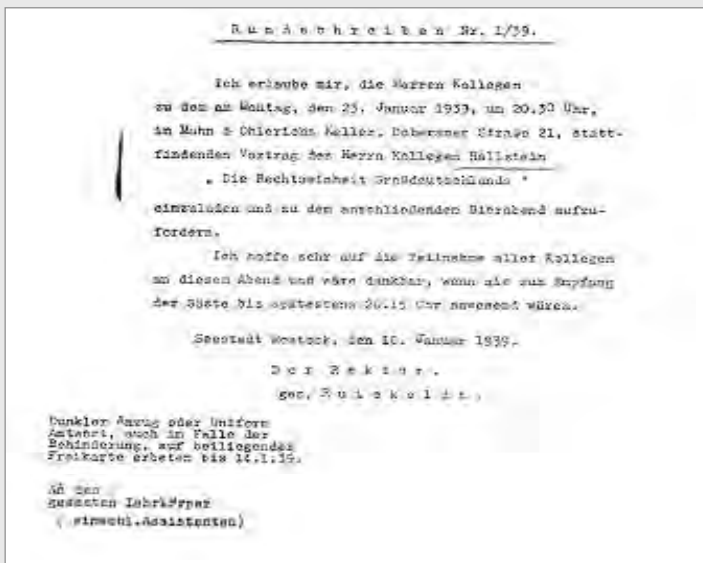 Rundschreiben Nr. 1/39.
Ich erlaube mir, die Herren Kollegen
zu dem am Montag, den 23. Januar 1939, um 20.30 Uhr,
in Mahn & Ohlerichs Keller, Doberaner Straße 21, statt-
findenden Vortrag des Herrn Kollegen Hallstein
" Die Rechtseinheit Großdeutschlands "
einzuladen und zu dem anschließenden Bierabend aufzu-
fordern.
Ich hoffe sehr auf die Teilnahme aller Kollegen
an diesem Abend und wäre dankbar, wenn sie zum Empfang
der Gäste bis spätestens 20.15 Uhr anwesend wären.
Seestadt Rostock, den 10. Januar 1939.
Der Rektor.
gez.
Dunkler Anzug oder Uniform
Antwort, auch im Falle der
Behinderung, auf beiliegender
Freikarte erbeten bis 14.1.39.
An den
gesamten Lehrkörper
( einschl.Assistenten)